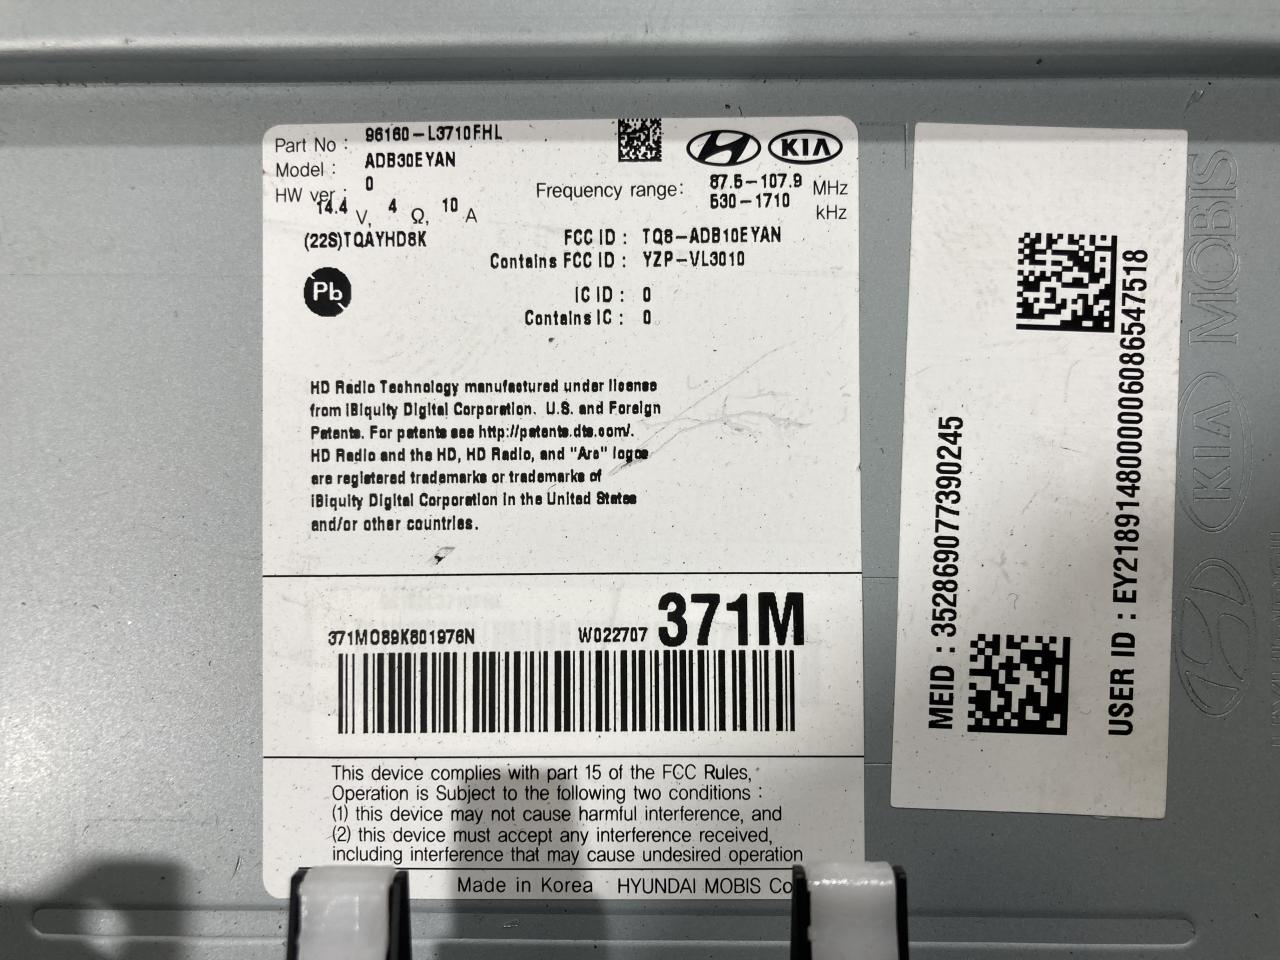 Part No : 96160-L3710FHL
Model : ADB30EYAN
HW ver : 0
14.4 V, 4 Ω, 10 A
(22S)TQAYHD8K
Pb
KIA
Frequency range: 87.5-107.9 MHz
530-1710 kHz
FCC ID : TQ8-ADB10EYAN
Contains FCC ID : YZP-VL3010
IC ID : 0
Contains IC : 0
HD Radio Technology manufactured under license
from iBiquity Digital Corporation. U.S. and Foreign
Patents. For patents see http://patents.dts.com/.
HD Radio and the HD, HD Radio, and "Arc" logos
are registered trademarks or trademarks of
iBiquity Digital Corporation in the United States
and/or other countries.
371MO89K801976N
W022707 371M
This device complies with part 15 of the FCC Rules,
Operation is Subject to the following two conditions :
(1) this device may not cause harmful interference, and
(2) this device must accept any interference received,
including interference that may cause undesired operation
Made in Korea HYUNDAI MOBIS Co
MEID : 35286907739024​5
USER ID : EY2189148000006086547518
MOBIS
KIA